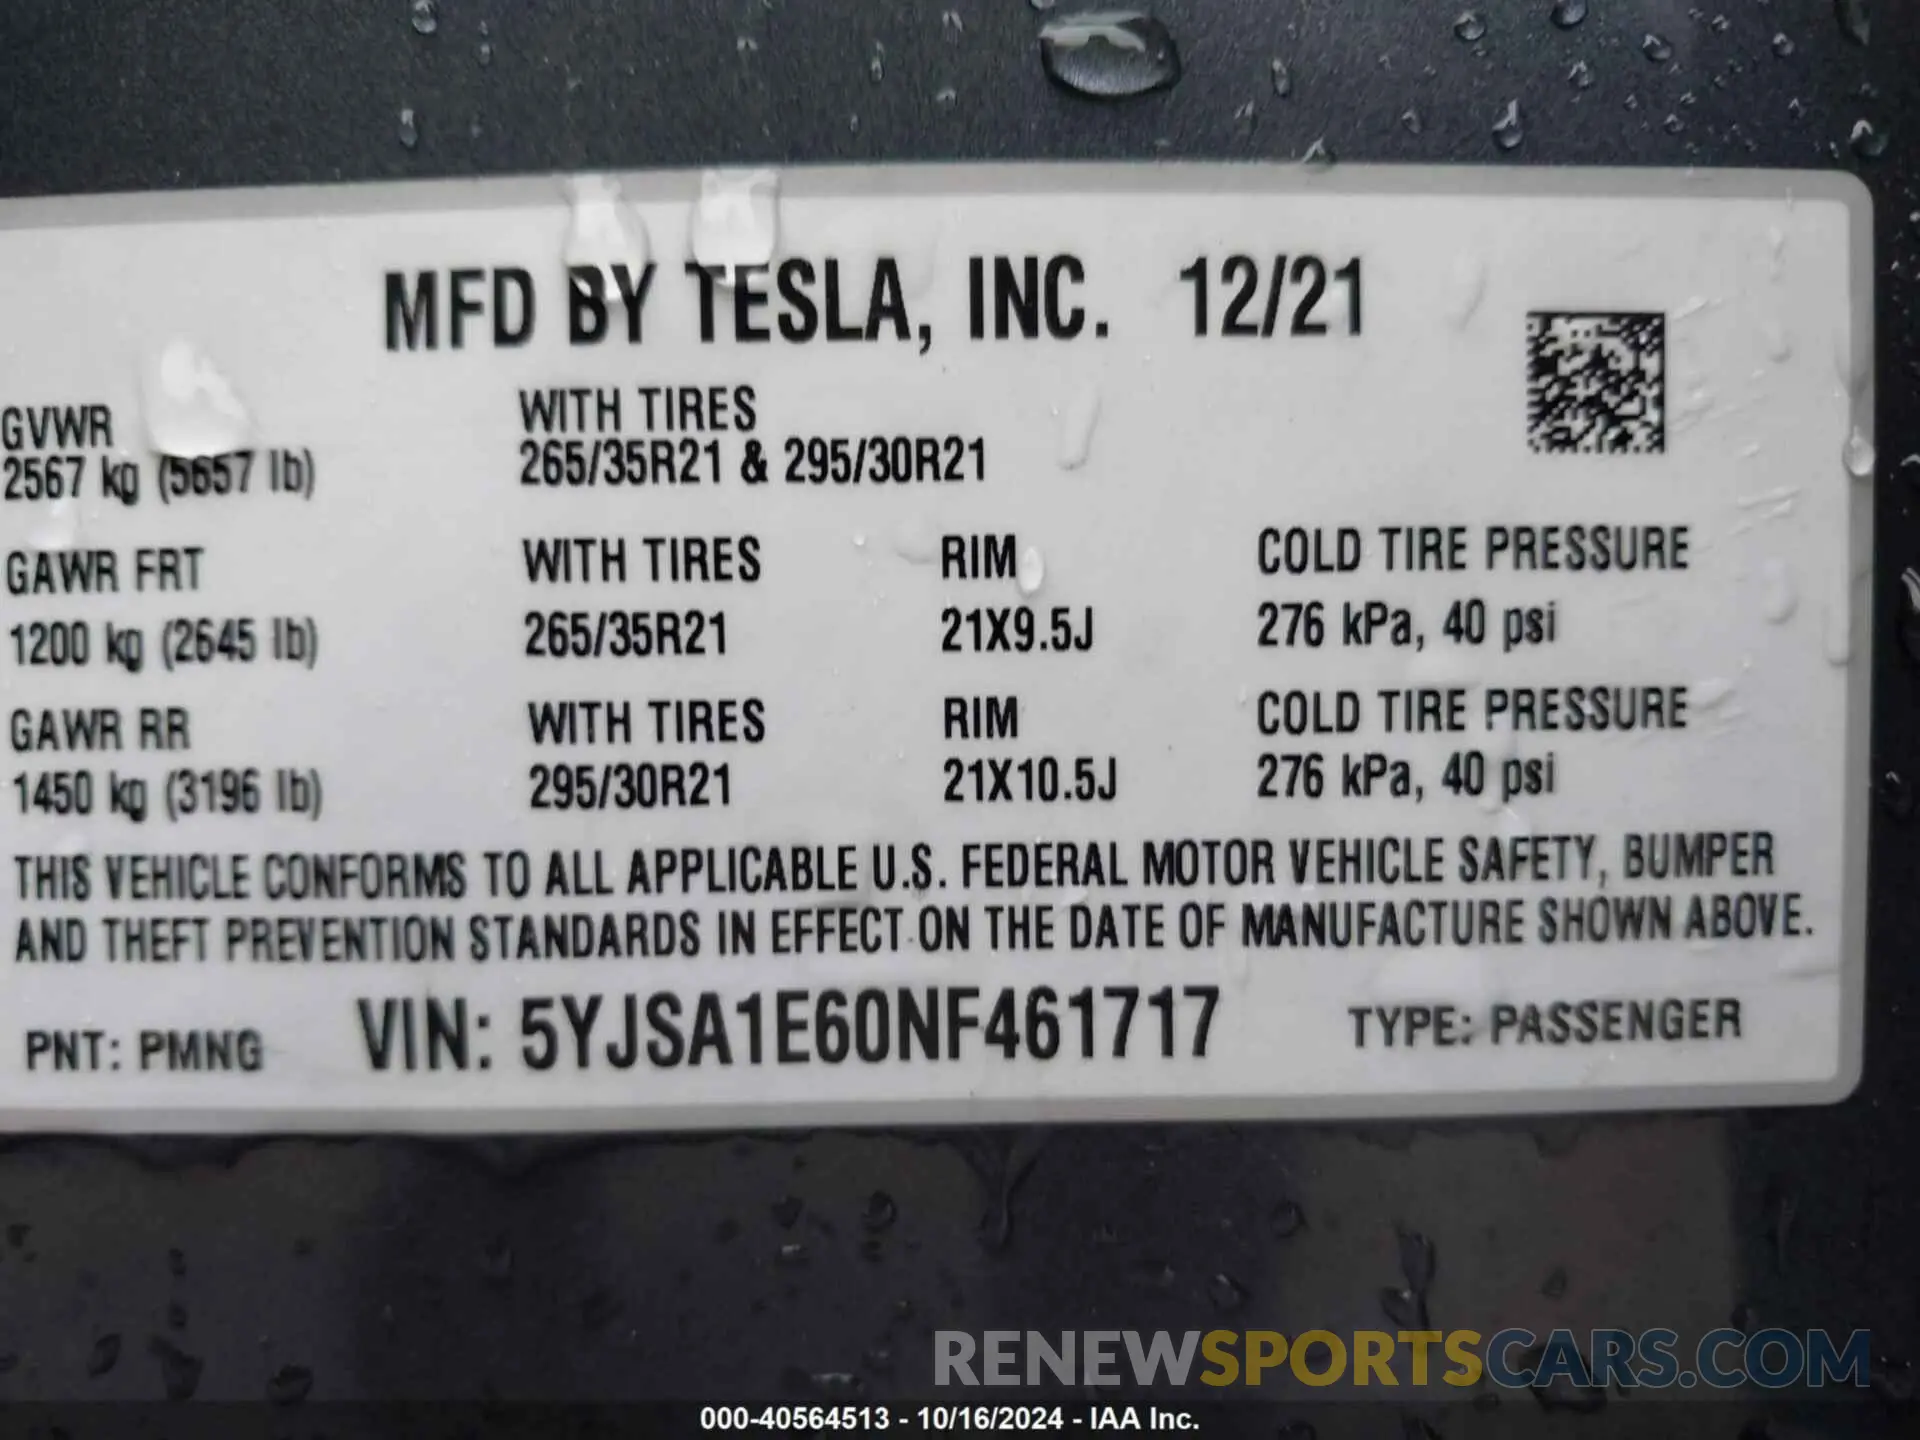 MFD BY TESLA, INC. 12/21
GVWR WITH TIRES
2567 kg (5657 lb) 265/35R21 & 295/30R21
GAWR FRT WITH TIRES RIM COLD TIRE PRESSURE
1200 kg (2645 lb) 265/35R21 21X9.5J 276 kPa, 40 psi
GAWR RR WITH TIRES RIM COLD TIRE PRESSURE
1450 kg (3196 lb) 295/30R21 21X10.5J 276 kPa, 40 psi
THIS VEHICLE CONFORMS TO ALL APPLICABLE U.S. FEDERAL MOTOR VEHICLE SAFETY, BUMPER
AND THEFT PREVENTION STANDARDS IN EFFECT ON THE DATE OF MANUFACTURE SHOWN ABOVE.
PNT: PMNG VIN: 5YJSA1E60NF461717 TYPE: PASSENGER
RENEWSPORTSCARS.COM
000-40564513 - 10/16/2024 - IAA Inc.